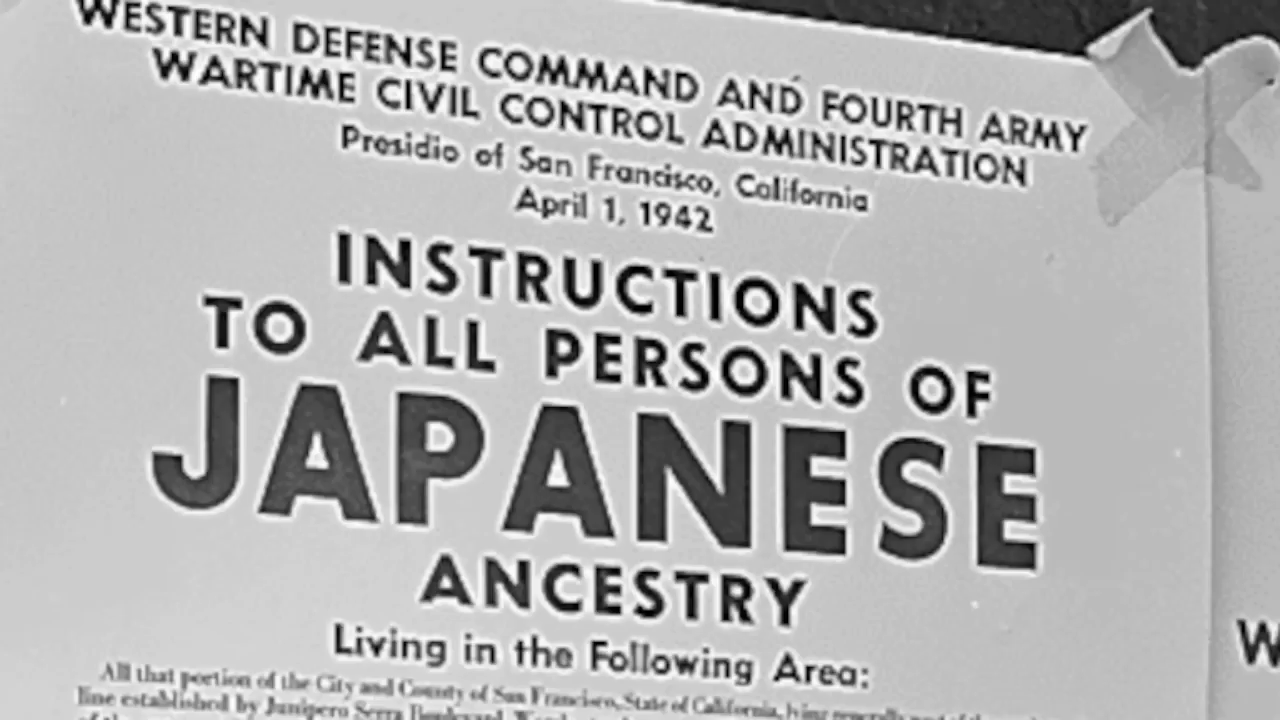 WESTERN DEFENSE COMMAND AND FOURTH ARMY
WARTIME CIVIL CONTROL ADMINISTRATION
Presidio of San Francisco, California
April 1, 1942
INSTRUCTIONS
TO ALL PERSONS OF
JAPANESE
ANCESTRY
Living in the Following Area:
All that portion of the City and County of San Francisco, State of California, lying generally
line established by Junipero Serra Boulevard,
W